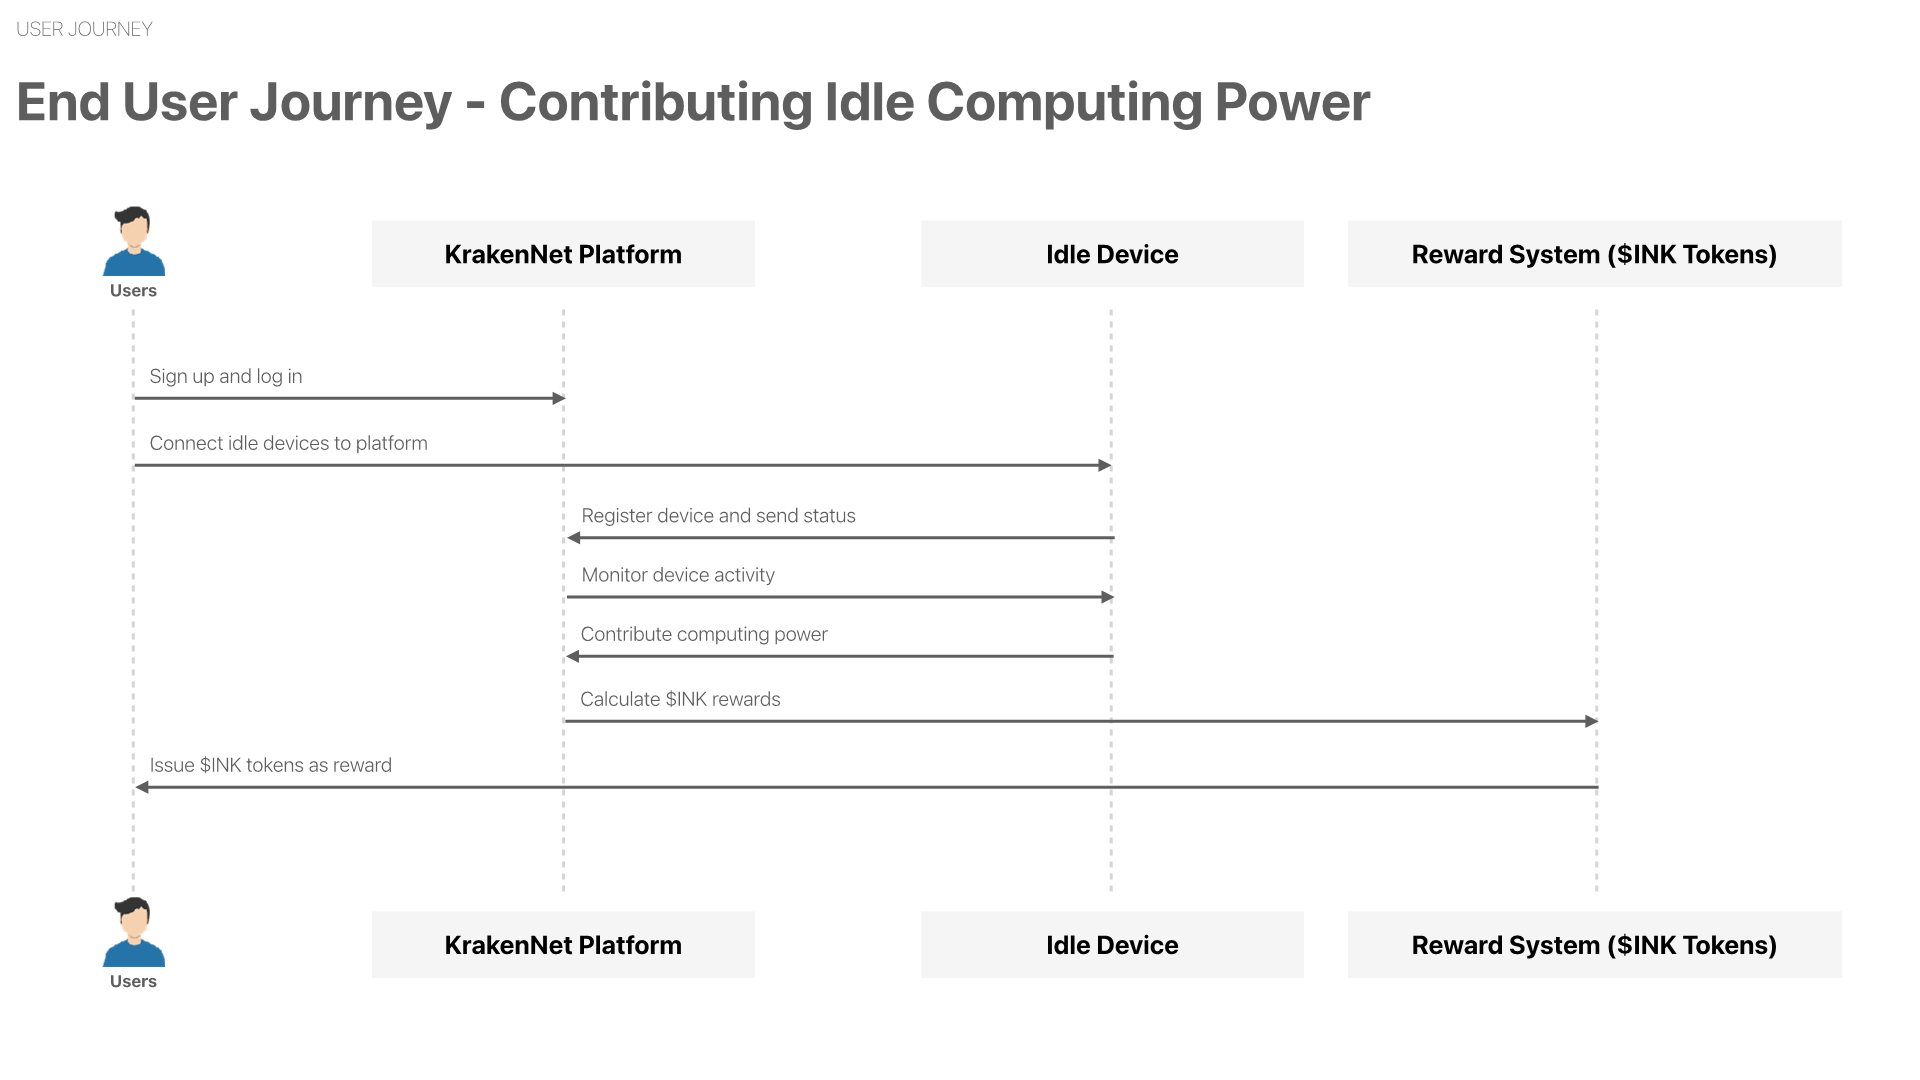 USER JOURNEY
End User Journey - Contributing Idle Computing Power
Users
KrakenNet Platform
Idle Device
Reward System ($INK Tokens)
Sign up and log in
Connect idle devices to platform
Register device and send status
Monitor device activity
Contribute computing power
Calculate $INK rewards
Issue $INK tokens as reward
Users
KrakenNet Platform
Idle Device
Reward System ($INK Tokens)